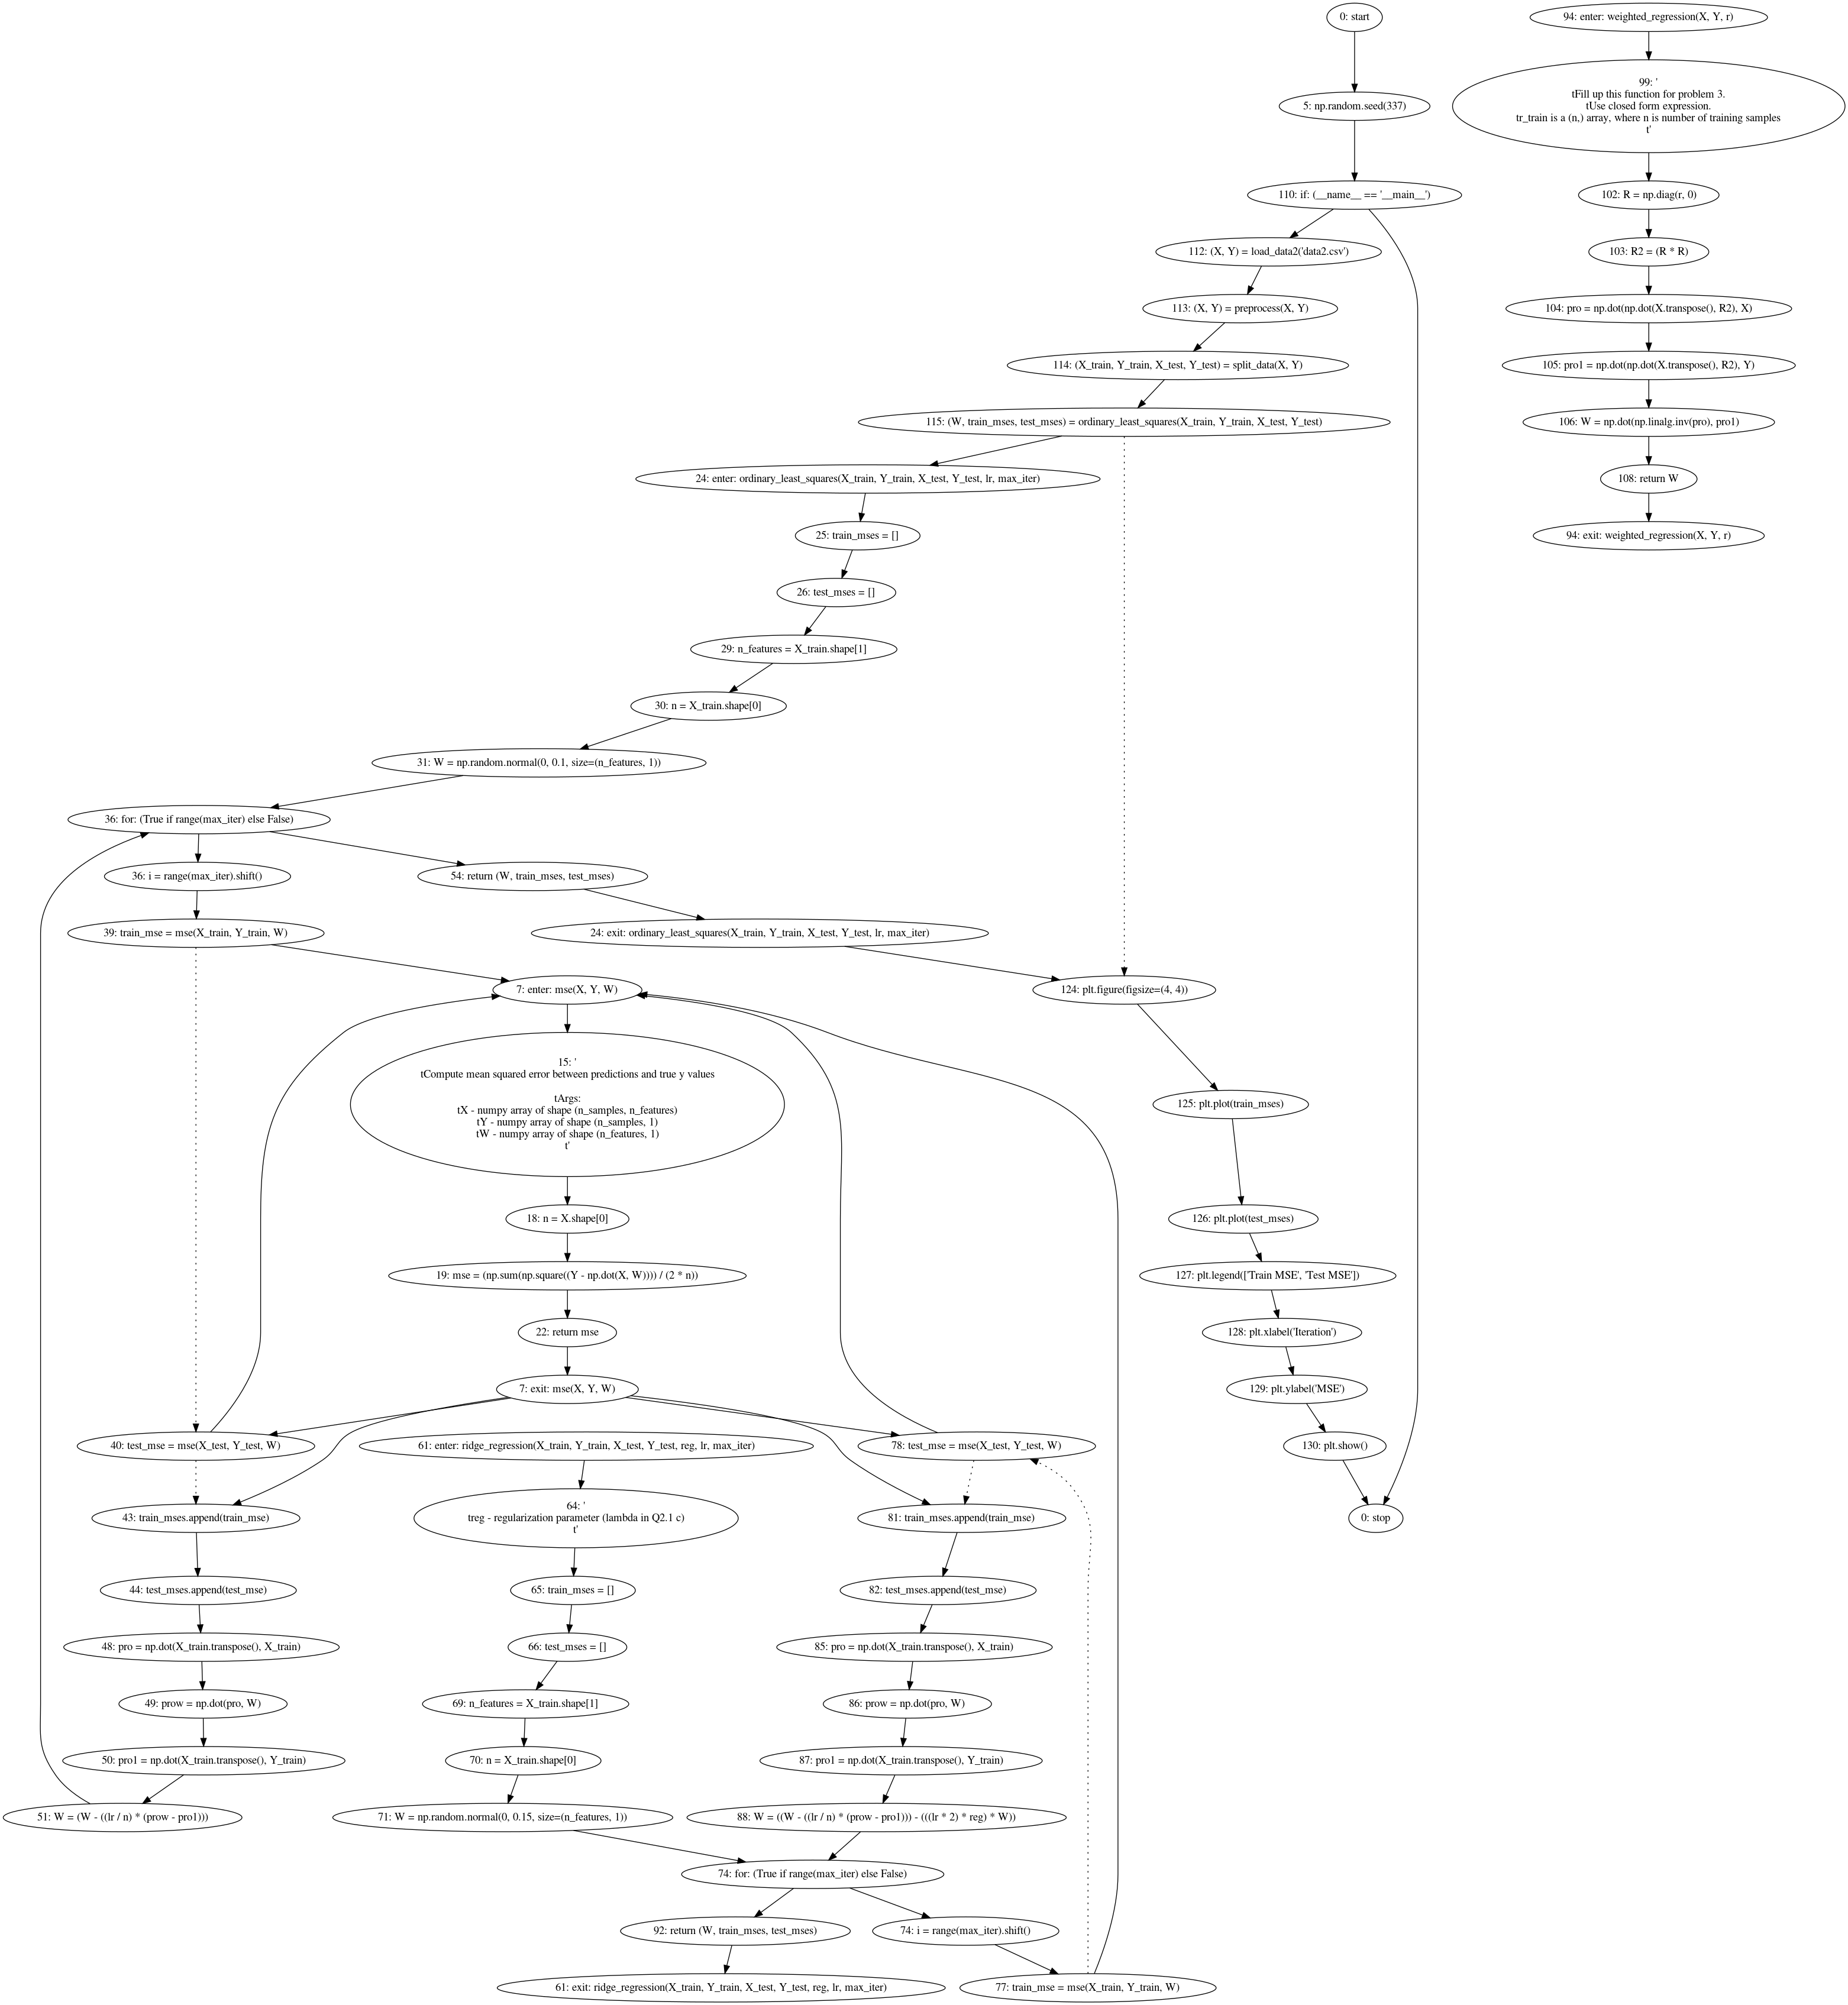 0: start
5: np.random.seed(337)
110: if: (__name__ == '__main__')
112: (X, Y) = load_data2('data2.csv')
113: (X, Y) = preprocess(X, Y)
114: (X_train, Y_train, X_test, Y_test) = split_data(X, Y)
115: (W, train_mses, test_mses) = ordinary_least_squares(X_train, Y_train, X_test, Y_test)
24: enter: ordinary_least_squares(X_train, Y_train, X_test, Y_test, lr, max_iter)
25: train_mses = []
26: test_mses = []
29: n_features = X_train.shape[1]
30: n = X_train.shape[0]
31: W = np.random.normal(0, 0.1, size=(n_features, 1))
36: for: (True if range(max_iter) else False)
36: i = range(max_iter).shift()
54: return (W, train_mses, test_mses)
39: train_mse = mse(X_train, Y_train, W)
24: exit: ordinary_least_squares(X_train, Y_train, X_test, Y_test, lr, max_iter)
7: enter: mse(X, Y, W)
15: '
tCompute mean squared error between predictions and true y values
tArgs:
tX - numpy array of shape (n_samples, n_features)
tY - numpy array of shape (n_samples, 1)
tW - numpy array of shape (n_features, 1)
t'
18: n = X.shape[0]
19: mse = (np.sum(np.square((Y - np.dot(X, W)))) / (2 * n))
22: return mse
7: exit: mse(X, Y, W)
40: test_mse = mse(X_test, Y_test, W)
43: train_mses.append(train_mse)
44: test_mses.append(test_mse)
48: pro = np.dot(X_train.transpose(), X_train)
49: prow = np.dot(pro, W)
50: pro1 = np.dot(X_train.transpose(), Y_train)
51: W = (W - ((lr / n) * (prow - pro1)))
61: enter: ridge_regression(X_train, Y_train, X_test, Y_test, reg, lr, max_iter)
64: '
treg - regularization parameter (lambda in Q2.1 c)
t'
65: train_mses = []
66: test_mses = []
69: n_features = X_train.shape[1]
70: n = X_train.shape[0]
71: W = np.random.normal(0, 0.15, size=(n_features, 1))
78: test_mse = mse(X_test, Y_test, W)
81: train_mses.append(train_mse)
82: test_mses.append(test_mse)
85: pro = np.dot(X_train.transpose(), X_train)
86: prow = np.dot(pro, W)
87: pro1 = np.dot(X_train.transpose(), Y_train)
88: W = ((W - ((lr / n) * (prow - pro1))) - (((lr * 2) * reg) * W))
74: for: (True if range(max_iter) else False)
92: return (W, train_mses, test_mses)
74: i = range(max_iter).shift()
61: exit: ridge_regression(X_train, Y_train, X_test, Y_test, reg, lr, max_iter)
77: train_mse = mse(X_train, Y_train, W)
124: plt.figure(figsize=(4, 4))
125: plt.plot(train_mses)
126: plt.plot(test_mses)
127: plt.legend(['Train MSE', 'Test MSE'])
128: plt.xlabel('Iteration')
129: plt.ylabel('MSE')
130: plt.show()
0: stop
94: enter: weighted_regression(X, Y, r)
99: '
tFill up this function for problem 3.
tUse closed form expression.
tr_train is a (n,) array, where n is number of training samples
t'
102: R = np.diag(r, 0)
103: R2 = (R * R)
104: pro = np.dot(np.dot(X.transpose(), R2), X)
105: pro1 = np.dot(np.dot(X.transpose(), R2), Y)
106: W = np.dot(np.linalg.inv(pro), pro1)
108: return W
94: exit: weighted_regression(X, Y, r)